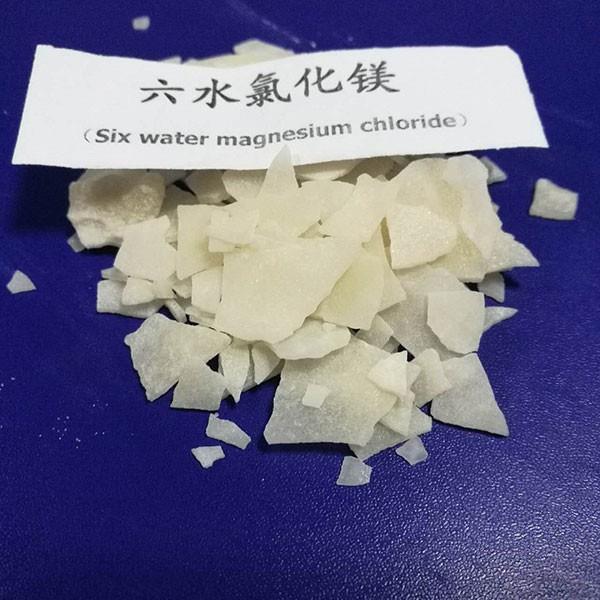 六水氯化镁
（Six water magnesium chloride）